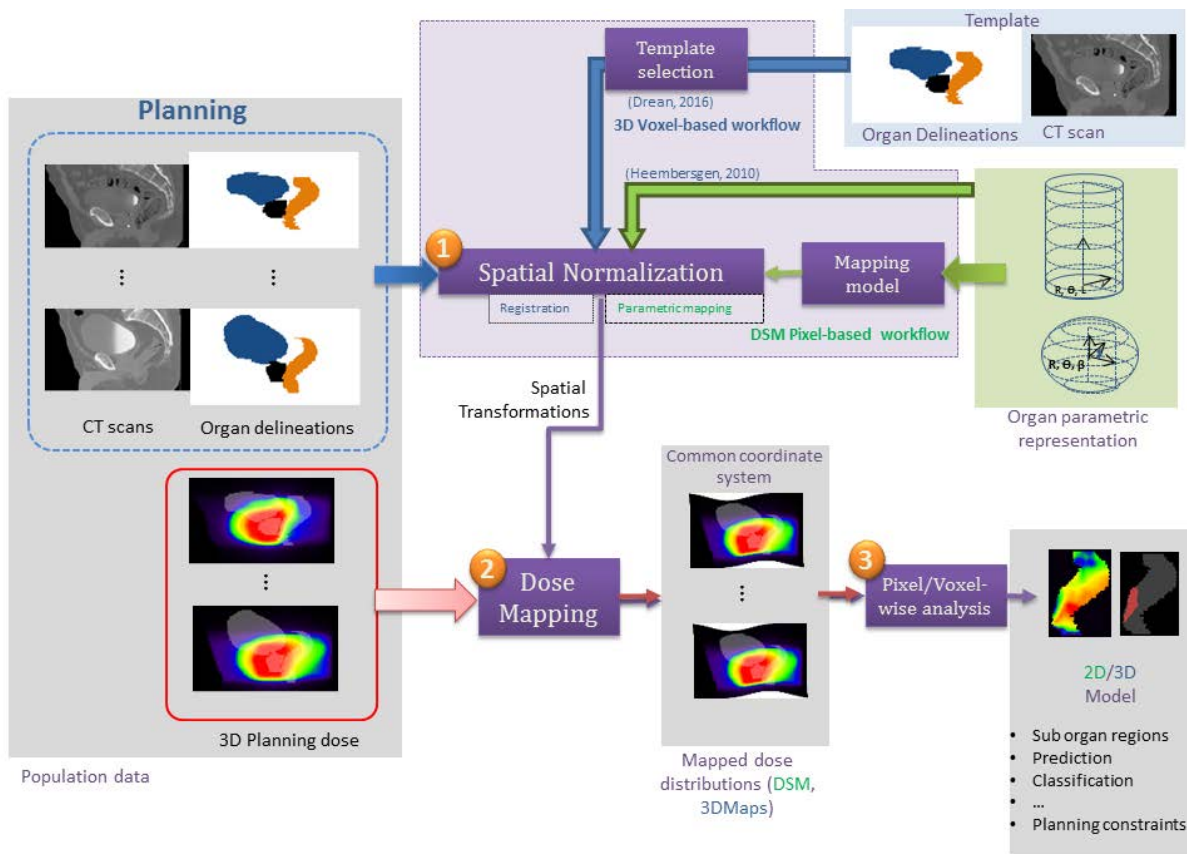 Template
Template
selection
(Drean, 2016)
3D Voxel-based workflow
Organ Delineations
CT scan
Planning
(Heembersgen, 2010)
1
Spatial Normalization
Mapping
model
Registration
Parametric mapping
DSM Pixel-based workflow
R, Θ, L
R, Θ, β
Organ parametric
representation
⋮
⋮
CT scans
Organ delineations
Spatial
Transformations
Common coordinate
system
⋮
3D Planning dose
Population data
2
Dose
Mapping
⋮
Mapped dose
distributions (DSM,
3DMaps)
3
Pixel/Voxel-
wise analysis
2D/3D
Model
• Sub organ regions
• Prediction
• Classification
• ...
• Planning constraints